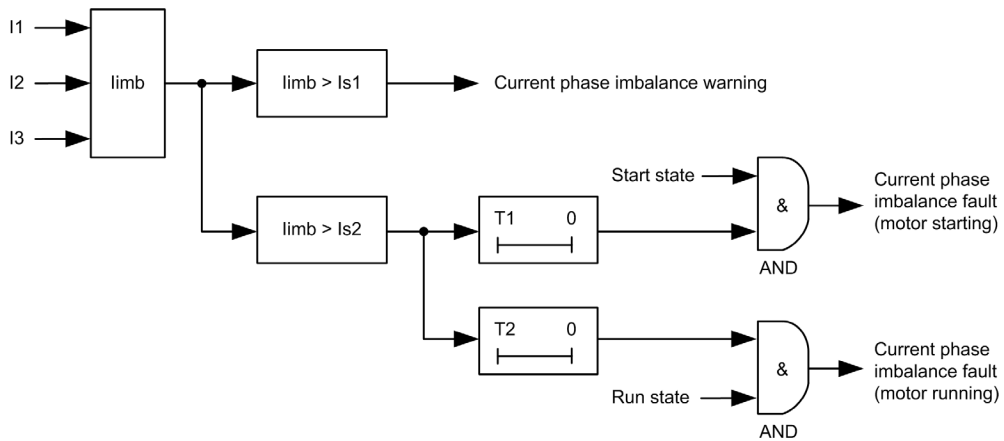 I1
I2
I3
Iimb
Iimb > Is1
Current phase imbalance warning
Iimb > Is2
T1 0
Start state
&
AND
Current phase
imbalance fault
(motor starting)
T2 0
Run state
&
AND
Current phase
imbalance fault
(motor running)